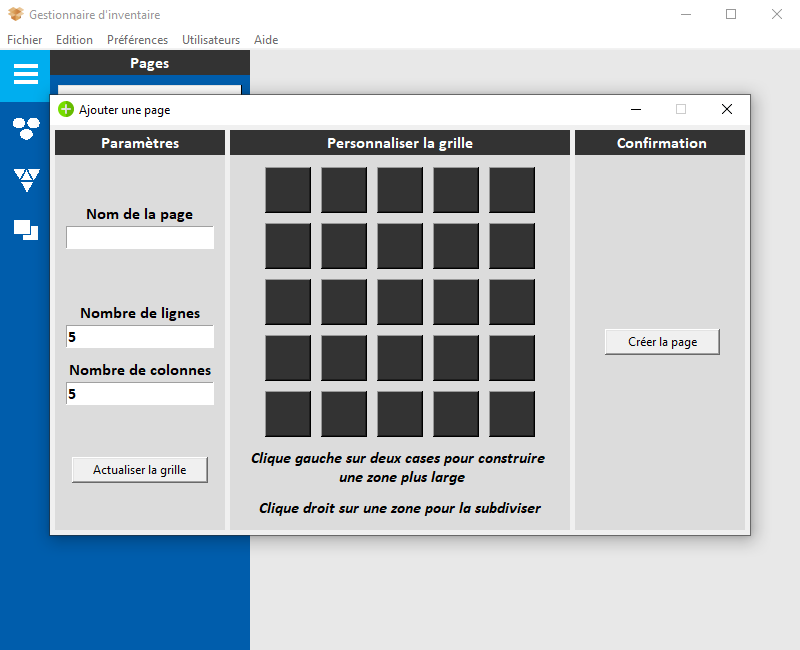 Gestionnaire d'inventaire
Fichier Edition Préférences Utilisateurs Aide
Pages
Ajouter une page
Paramètres
Nom de la page
Nombre de lignes
5
Nombre de colonnes
5
Actualiser la grille
Personnaliser la grille
Clique gauche sur deux cases pour construire
une zone plus large
Clique droit sur une zone pour la subdiviser
Confirmation
Créer la page